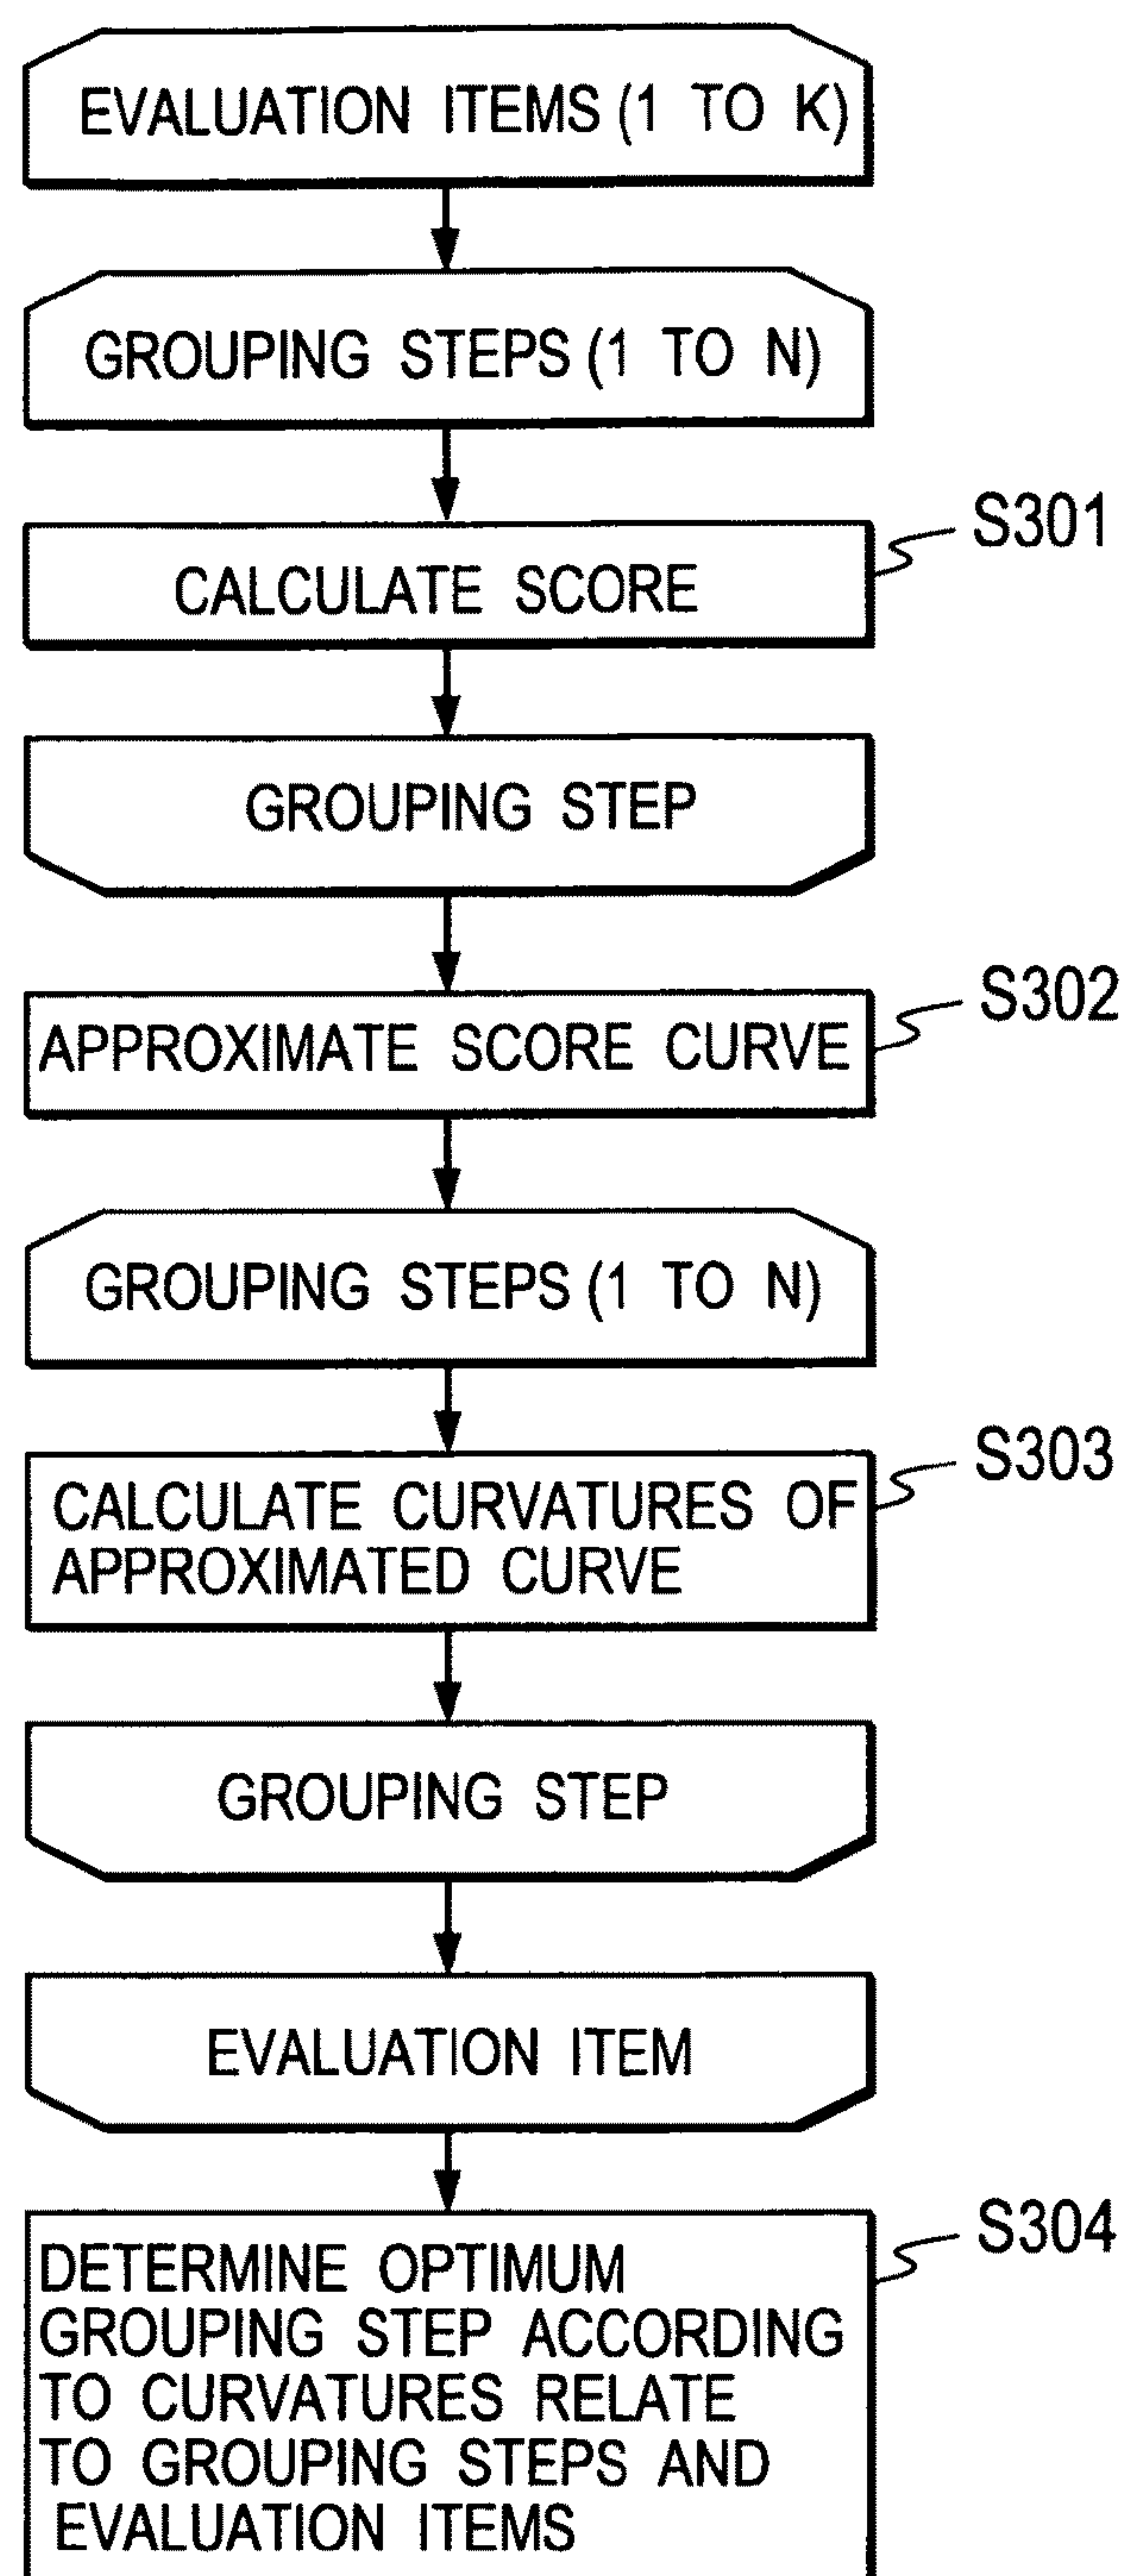 EVALUATION ITEMS (1 TO K)
GROUPING STEPS (1 TO N)
S301
CALCULATE SCORE
GROUPING STEP
S302
APPROXIMATE SCORE CURVE
GROUPING STEPS (1 TO N)
S303
CALCULATE CURVATURES OF
APPROXIMATED CURVE
GROUPING STEP
EVALUATION ITEM
S304
DETERMINE OPTIMUM
GROUPING STEP ACCORDING
TO CURVATURES RELATE
TO GROUPING STEPS AND
EVALUATION ITEMS